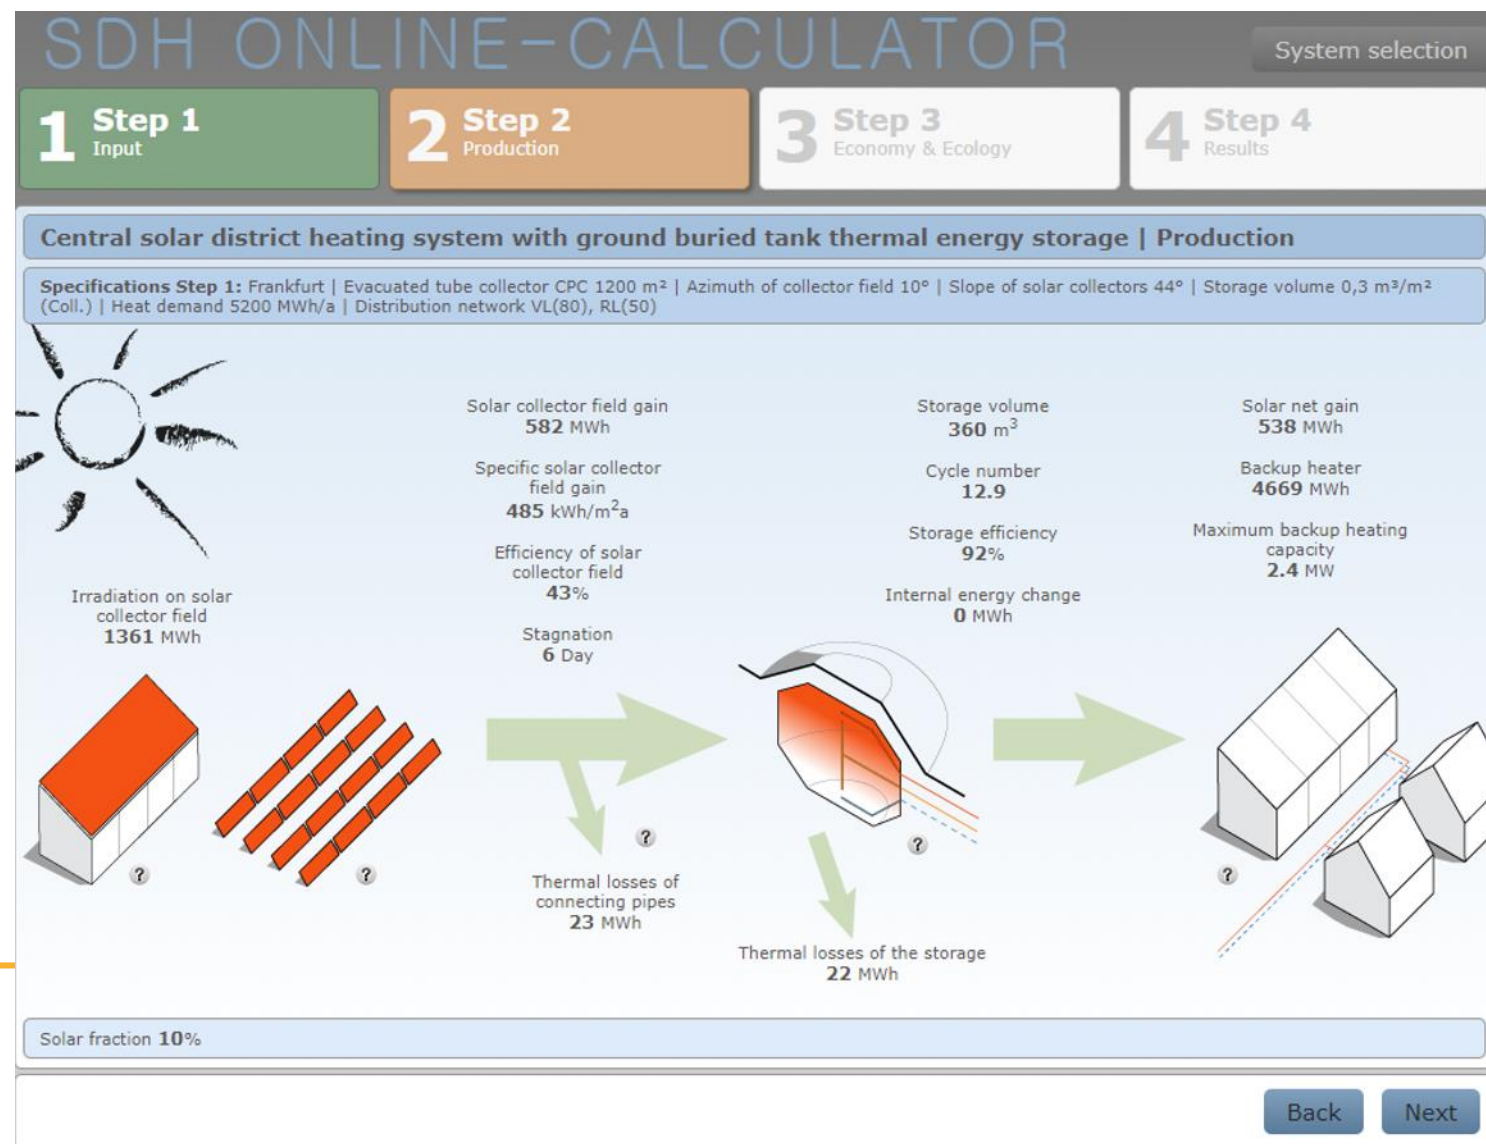 SDH ONLINE-CALCULATOR
System selection
1 Step 1
Input
2 Step 2
Production
3 Step 3
Economy & Ecology
4 Step 4
Results
Central solar district heating system with ground buried tank thermal energy storage | Production
Specifications Step 1: Frankfurt | Evacuated tube collector CPC 1200 m² | Azimuth of collector field 10° | Slope of solar collectors 44° | Storage volume 0,3 m³/m²
(Coll.) | Heat demand 5200 MWh/a | Distribution network VL(80), RL(50)
Irradiation on solar
collector field
1361 MWh
Solar collector field gain
582 MWh
Specific solar collector
field gain
485 kWh/m²a
Efficiency of solar
collector field
43%
Stagnation
6 Day
Storage volume
360 m³
Cycle number
12.9
Storage efficiency
92%
Internal energy change
0 MWh
Solar net gain
538 MWh
Backup heater
4669 MWh
Maximum backup heating
capacity
2.4 MW
?
?
?
?
?
Thermal losses of
connecting pipes
23 MWh
Thermal losses of the storage
22 MWh
Solar fraction 10%
Back
Next